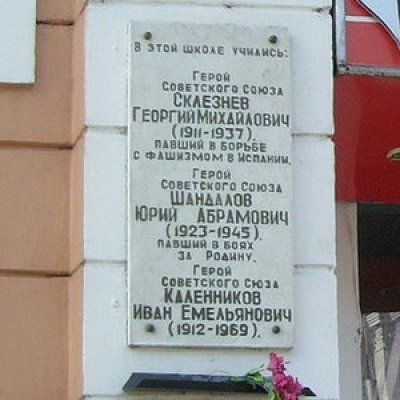 В ЭТОЙ ШКОЛЕ УЧИЛИСЬ:
ГЕРОЙ
СОВЕТСКОГО СОЮЗА
СКЛЕЗНЕВ
ГЕОРГИЙ МИХАЙЛОВИЧ
(1911-1937).
ПАВШИЙ В БОРЬБЕ
С ФАШИЗМОМ В ИСПАНИИ.
ГЕРОЙ
СОВЕТСКОГО СОЮЗА
ШАНДАЛОВ
ЮРИЙ АБРАМОВИЧ
(1923-1945).
ПАВШИЙ В БОЯХ
ЗА РОДИНУ.
ГЕРОЙ
СОВЕТСКОГО СЮЗА
КАЛЕННИКОВ
ИВАН ЕМЕЛЬЯНОВИЧ
(1912-1969).